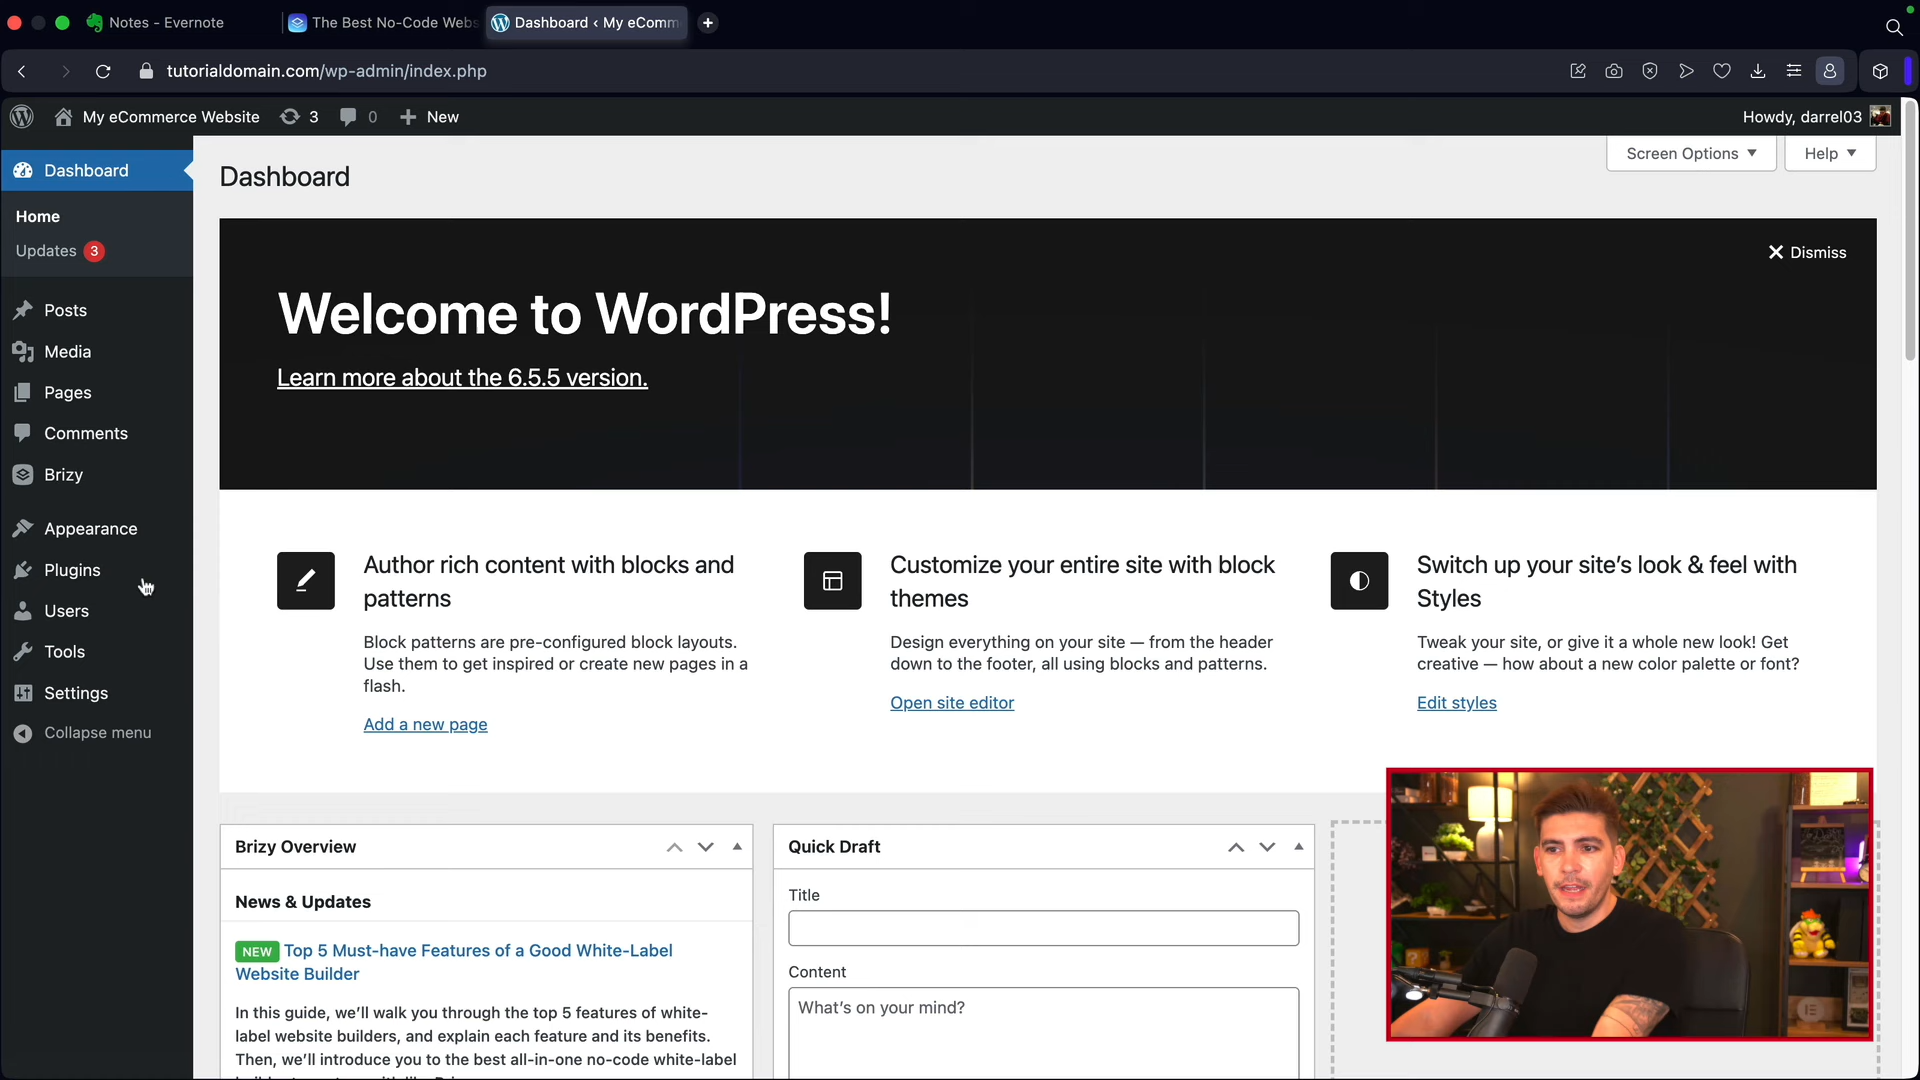 Notes - Evernote
The Best No-Code Webs
Dashboard ‹ My eComm
tutorialdomain.com/wp-admin/index.php
My eCommerce Website
3
0
New
Howdy, darrel03
Dashboard
Home
Updates 3
Posts
Media
Pages
Comments
Brizy
Appearance
Plugins
Users
Tools
Settings
Collapse menu
Dashboard
Screen Options
Help
Dismiss
Welcome to WordPress!
Learn more about the 6.5.5 version.
Author rich content with blocks and
patterns
Block patterns are pre-configured block layouts.
Use them to get inspired or create new pages in a
flash.
Add a new page
Customize your entire site with block
themes
Design everything on your site — from the header
down to the footer, all using blocks and patterns.
Open site editor
Switch up your site’s look & feel with
Styles
Tweak your site, or give it a whole new look! Get
creative — how about a new color palette or font?
Edit styles
Brizy Overview
News & Updates
NEW Top 5 Must-have Features of a Good White-Label
Website Builder
In this guide, we’ll walk you through the top 5 features of white-
label website builders, and explain each feature and its benefits.
Then, we’ll introduce you to the best all-in-one no-code white-label
Quick Draft
Title
Content
What’s on your mind?